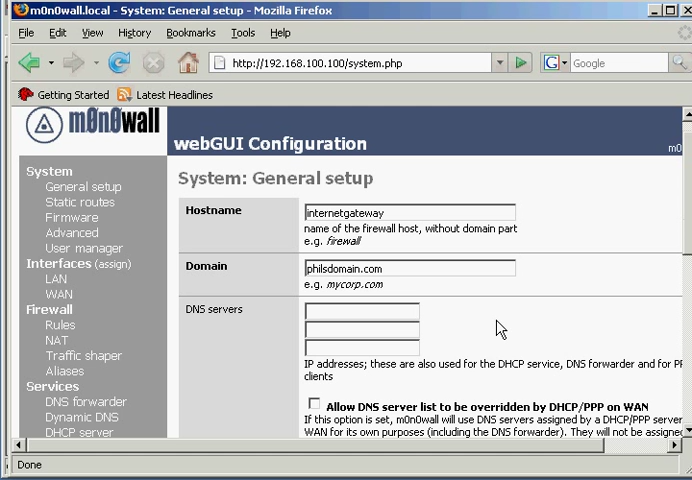 m0n0wall.local - System: General setup - Mozilla Firefox
File Edit View History Bookmarks Tools Help
http://192.168.100.100/system.php
G Google
Getting Started Latest Headlines
m0n0wall
webGUI Configuration
m0
System
General setup
Static routes
Firmware
Advanced
User manager
Interfaces (assign)
LAN
WAN
Firewall
Rules
NAT
Traffic shaper
Aliases
Services
DNS forwarder
Dynamic DNS
DHCP server
System: General setup
Hostname
internetgateway
name of the firewall host, without domain part
e.g. firewall
Domain
philsdomain.com
e.g. mycorp.com
DNS servers
IP addresses; these are also used for the DHCP service, DNS forwarder and for PP
clients
Allow DNS server list to be overridden by DHCP/PPP on WAN
If this option is set, m0n0wall will use DNS servers assigned by a DHCP/PPP server
WAN for its own purposes (including the DNS forwarder). They will not be assigne
Done